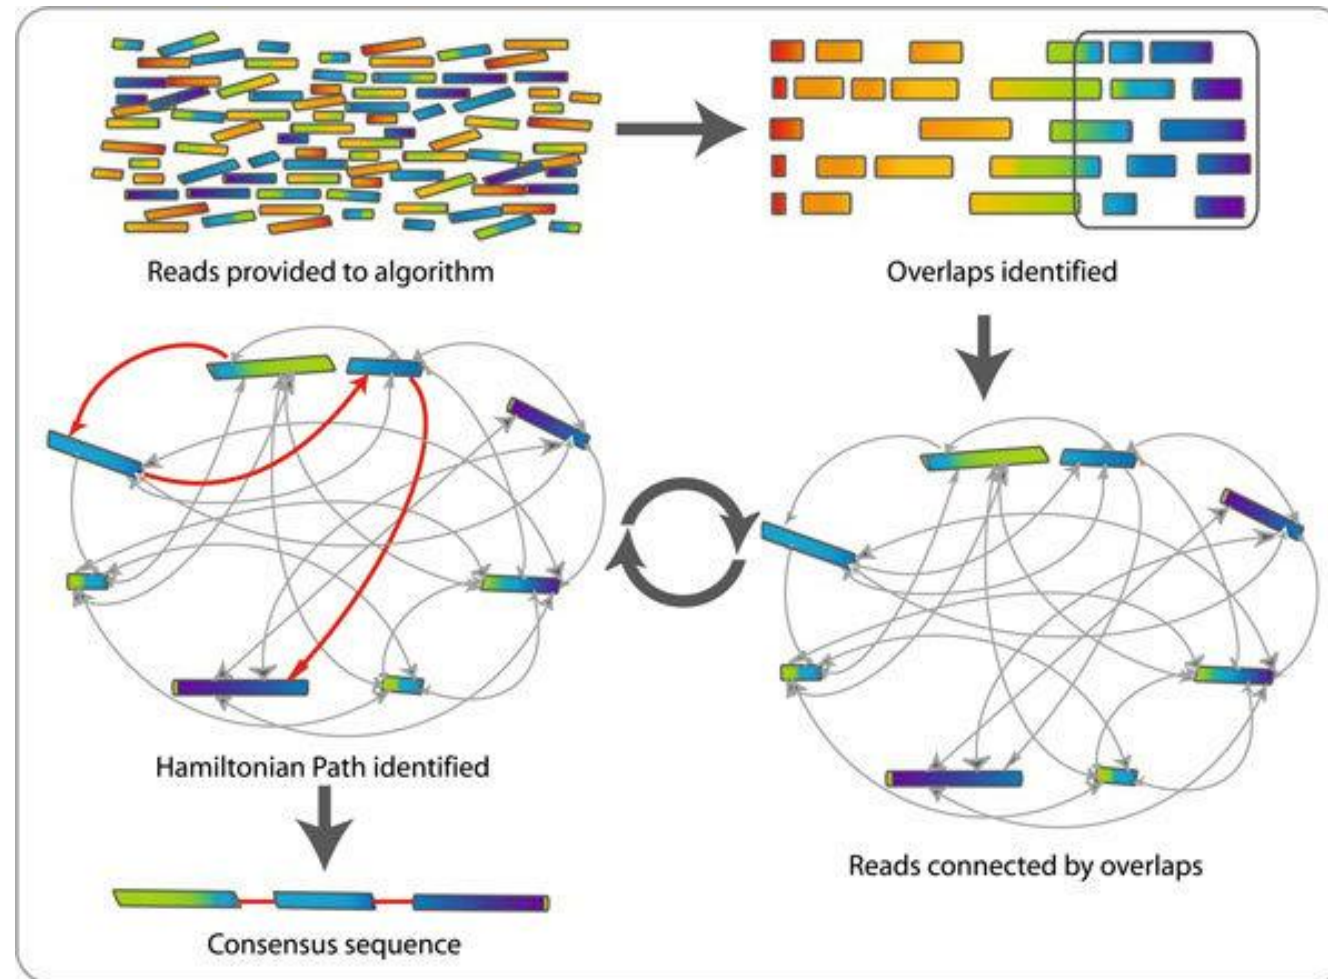 Reads provided to algorithm
Overlaps identified
Hamiltonian Path identified
Reads connected by overlaps
Consensus sequence